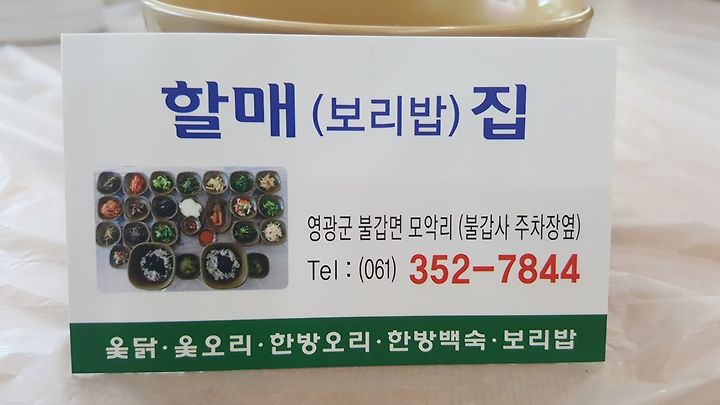 할매 (보리밥) 집
영광군 불갑면 모악리 (불갑사 주차장옆)
Tel : (061) 352-7844
옻닭·옻오리·한방오리·한방백숙·보리밥